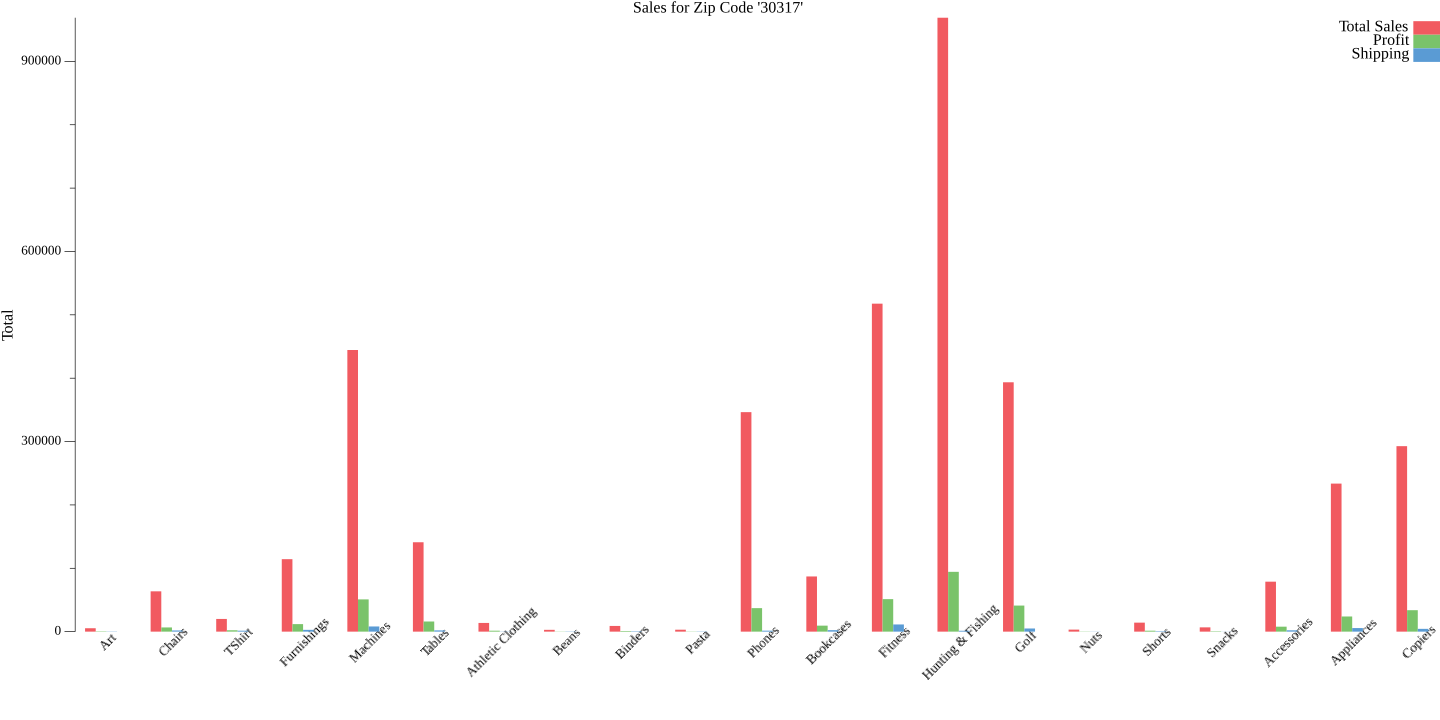 Sales for Zip Code '30317'
Total Sales
Profit
Shipping
900000
600000
300000
0
Total
Art
Chairs
TShirt
Furnishings
Machines
Tables
Athletic Clothing
Beans
Binders
Pasta
Phones
Bookcases
Fitness
Hunting & Fishing
Golf
Nuts
Shorts
Snacks
Accessories
Appliances
Copiers